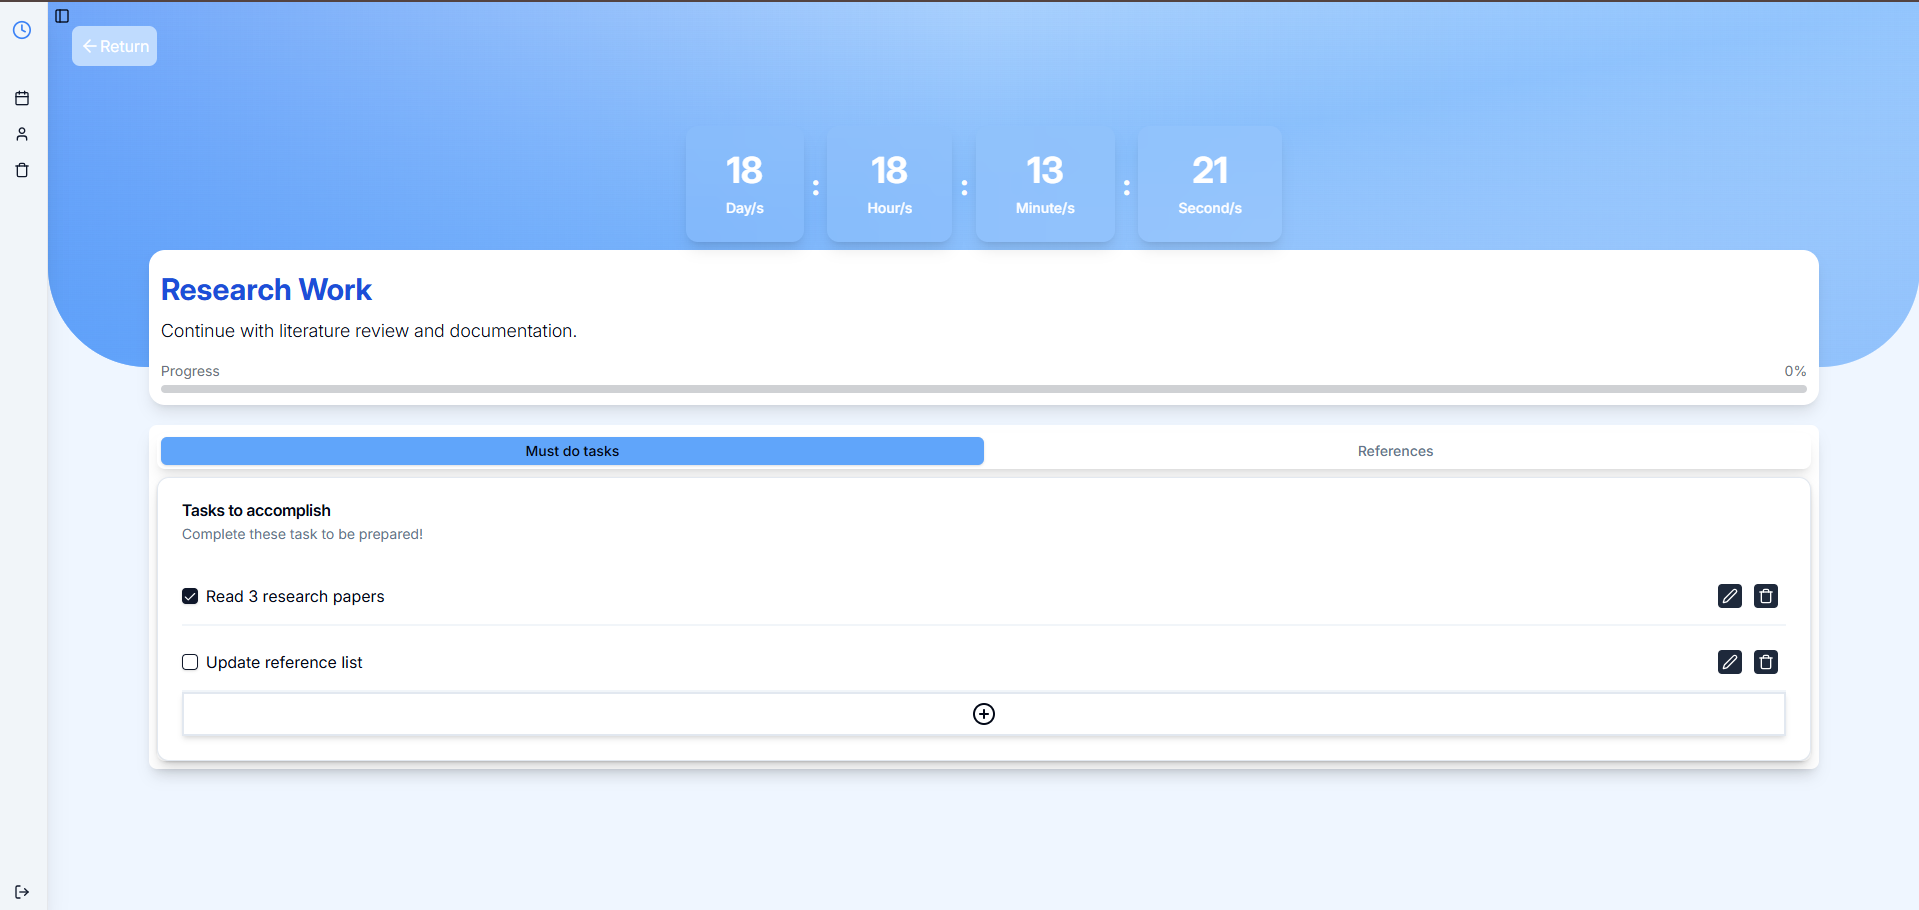 Return
18 : 18 : 13 : 21
Day/s Hour/s Minute/s Second/s
Research Work
Continue with literature review and documentation.
Progress 0%
Must do tasks References
Tasks to accomplish
Complete these task to be prepared!
Read 3 research papers
Update reference list